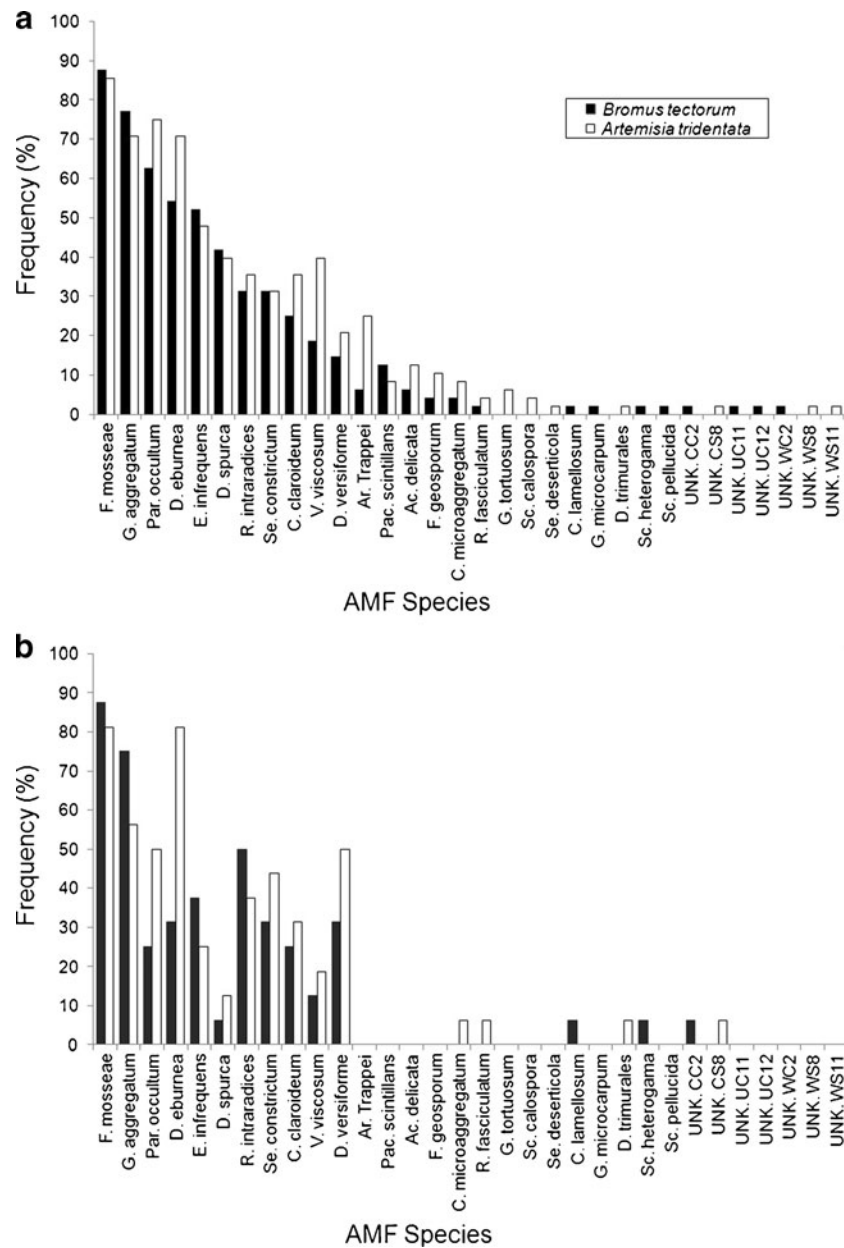 a
100
90
80
70
60
50
40
30
20
10
0
Frequency (%)
Bromus tectorum
Artemisia tridentata
F. mosseae
G. aggregatum
Par. occultum
D. eburnea
E. infrequens
D. spurca
R. intraradices
Se. constrictum
C. claroideum
V. viscosum
D. versiforme
Ar. Trappei
Pac. scintillans
Ac. delicata
F. geosporum
C. microaggregatum
R. fasciculatum
G. tortuosum
Sc. calospora
Se. deserticola
C. lamellosum
G. microcarpum
D. trimurales
Sc. heterogama
Sc. pellucida
UNK. CC2
UNK. CS8
UNK. UC11
UNK. UC12
UNK. WC2
UNK. WS8
UNK. WS11
AMF Species
b
100
90
80
70
60
50
40
30
20
10
0
Frequency (%)
F. mosseae
G. aggregatum
Par. occultum
D. eburnea
E. infrequens
D. spurca
R. intraradices
Se. constrictum
C. claroideum
V. viscosum
D. versiforme
Ar. Trappei
Pac. scintillans
Ac. delicata
F. geosporum
C. microaggregatum
R. fasciculatum
G. tortuosum
Sc. calospora
Se. deserticola
C. lamellosum
G. microcarpum
D. trimurales
Sc. heterogama
Sc. pellucida
UNK. CC2
UNK. CS8
UNK. UC11
UNK. UC12
UNK. WC2
UNK. WS8
UNK. WS11
AMF Species